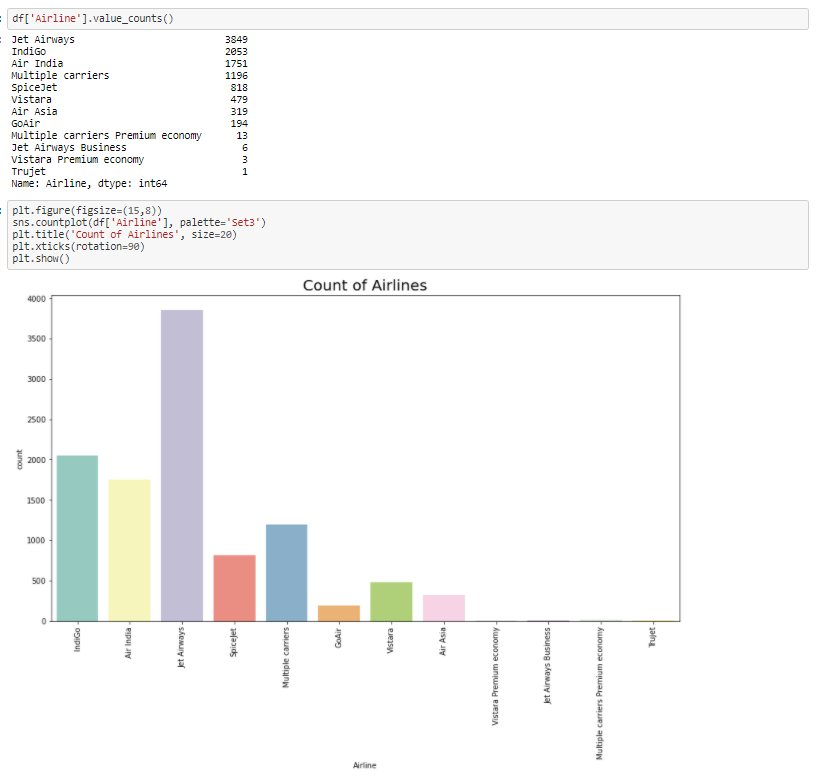 df['Airline'].value_counts()
Jet Airways 3849
IndiGo 2053
Air India 1751
Multiple carriers 1196
SpiceJet 818
Vistara 479
Air Asia 319
GoAir 194
Multiple carriers Premium economy 13
Jet Airways Business 6
Vistara Premium economy 3
Trujet 1
Name: Airline, dtype: int64
plt.figure(figsize=(15,8))
sns.countplot(df['Airline'], palette='Set3')
plt.title('Count of Airlines', size=20)
plt.xticks(rotation=90)
plt.show()
Count of Airlines
4000
3500
3000
2500
2000
1500
1000
500
0
count
IndiGo
Air India
Jet Airways
SpiceJet
Multiple carriers
GoAir
Vistara
Air Asia
Vistara Premium economy
Jet Airways Business
Multiple carriers Premium economy
Trujet
Airline